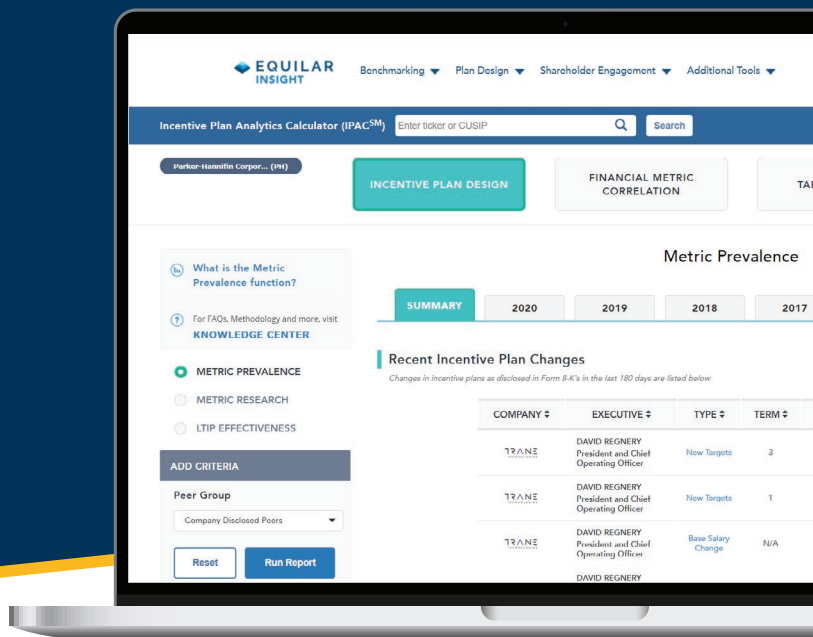 EQUILAR
INSIGHT
Benchmarking Plan Design Shareholder Engagement Additional Tools
Incentive Plan Analytics Calculator (IPAC℠) Enter ticker or CUSIP Search
Parker-Hannifin Corpor... (PH)
INCENTIVE PLAN DESIGN
FINANCIAL METRIC
CORRELATION
TAR
What is the Metric
Prevalence function?
For FAQs, Methodology and more, visit
KNOWLEDGE CENTER
METRIC PREVALENCE
METRIC RESEARCH
LTIP EFFECTIVENESS
ADD CRITERIA
Peer Group
Company Disclosed Peers
Reset Run Report
Metric Prevalence
SUMMARY 2020 2019 2018 2017
Recent Incentive Plan Changes
Changes in incentive plans as disclosed in Form 8-K's in the last 180 days are listed below
COMPANY EXECUTIVE TYPE TERM
TRANE
DAVID REGNERY
President and Chief
Operating Officer
New Targets 3
TRANE
DAVID REGNERY
President and Chief
Operating Officer
New Targets 1
TRANE
DAVID REGNERY
President and Chief
Operating Officer
Base Salary
Change
N/A
DAVID REGNERY